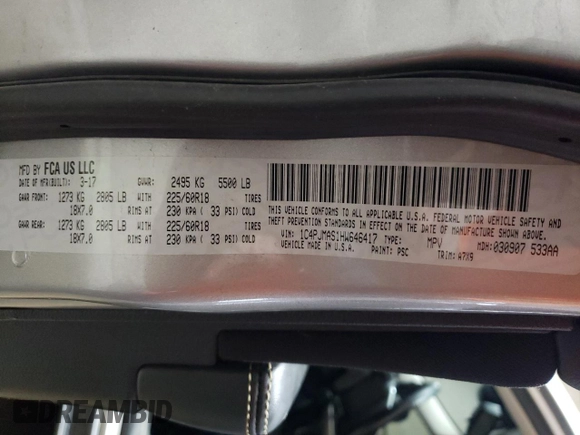 MFD BY FCA US LLC
DATE OF MFR(BUILT): 3-17 GVWR: 2495 KG 5500 LB
GAWR FRONT: 1273 KG 2805 LB WITH 225/60R18 TIRES
18X7.0 RIMS AT 230 KPA ( 33 PSI) COLD
GAWR REAR: 1273 KG 2805 LB WITH 225/60R18 TIRES
18X7.0 RIMS AT 230 KPA ( 33 PSI) COLD
THIS VEHICLE CONFORMS TO ALL APPLICABLE U.S.A. FEDERAL MOTOR VEHICLE SAFETY AND
THEFT PREVENTION STANDARDS IN EFFECT ON THE DATE OF MANUFACTURE SHOWN ABOVE.
VIN: 1C4PJMAS1HW646417 TYPE: MPV MDH: 030907 533AA
VEHICLE MADE IN U.S.A. PAINT: PSC TRIM: A7X9
DREAMBID